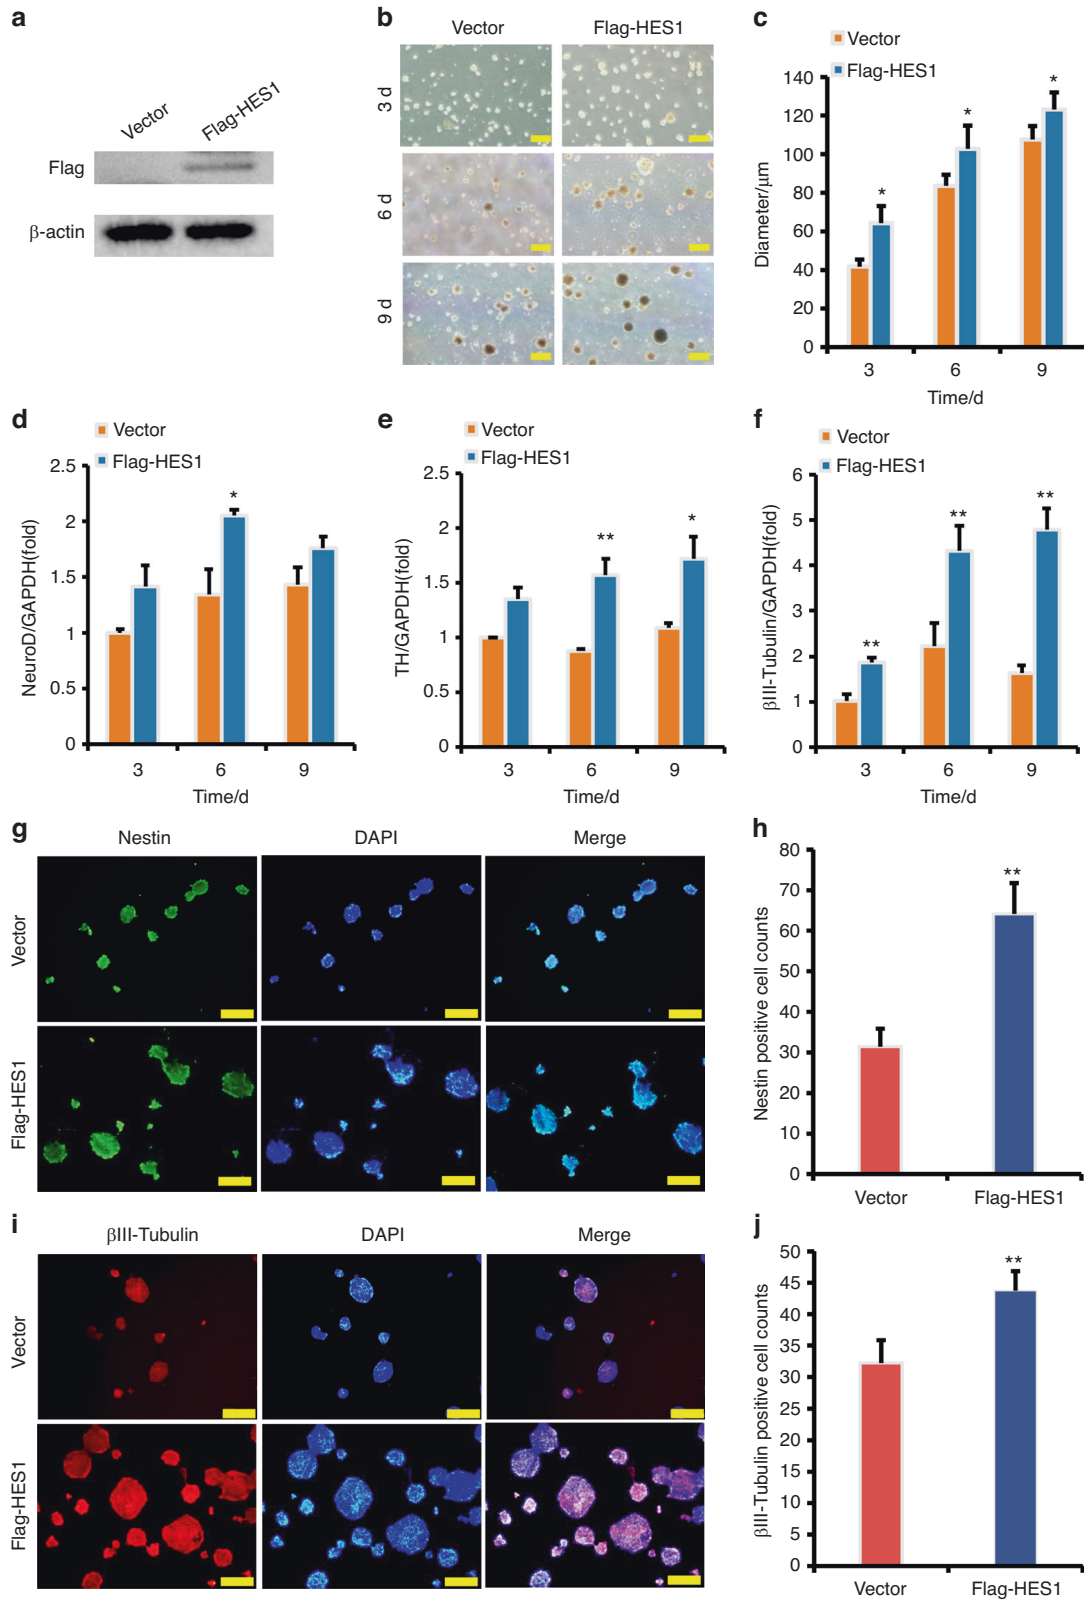 a
Vector
Flag-HES1
Flag
β-actin
b
Vector
Flag-HES1
3 d
6 d
9 d
c
Vector
Flag-HES1
Diameter/μm
140
120
100
80
60
40
20
0
*
*
*
3
6
9
Time/d
d
Vector
Flag-HES1
NeuroD/GAPDH(fold)
2.5
2
1.5
1
0.5
0
*
3
6
9
Time/d
e
Vector
Flag-HES1
TH/GAPDH(fold)
2.5
2
1.5
1
0.5
0
**
*
3
6
9
Time/d
f
Vector
Flag-HES1
βIII-Tubulin/GAPDH(fold)
6
5
4
2
1
0
**
**
**
3
6
9
Time/d
g
Nestin
DAPI
Merge
Vector
Flag-HES1
h
Nestin positive cell counts
80
70
60
50
40
30
20
10
0
**
Vector
Flag-HES1
i
βIII-Tubulin
DAPI
Merge
Vector
Flag-HES1
j
βIII-Tubulin positive cell counts
50
45
40
35
32
30
25
20
15
10
5
0
**
Vector
Flag-HES1